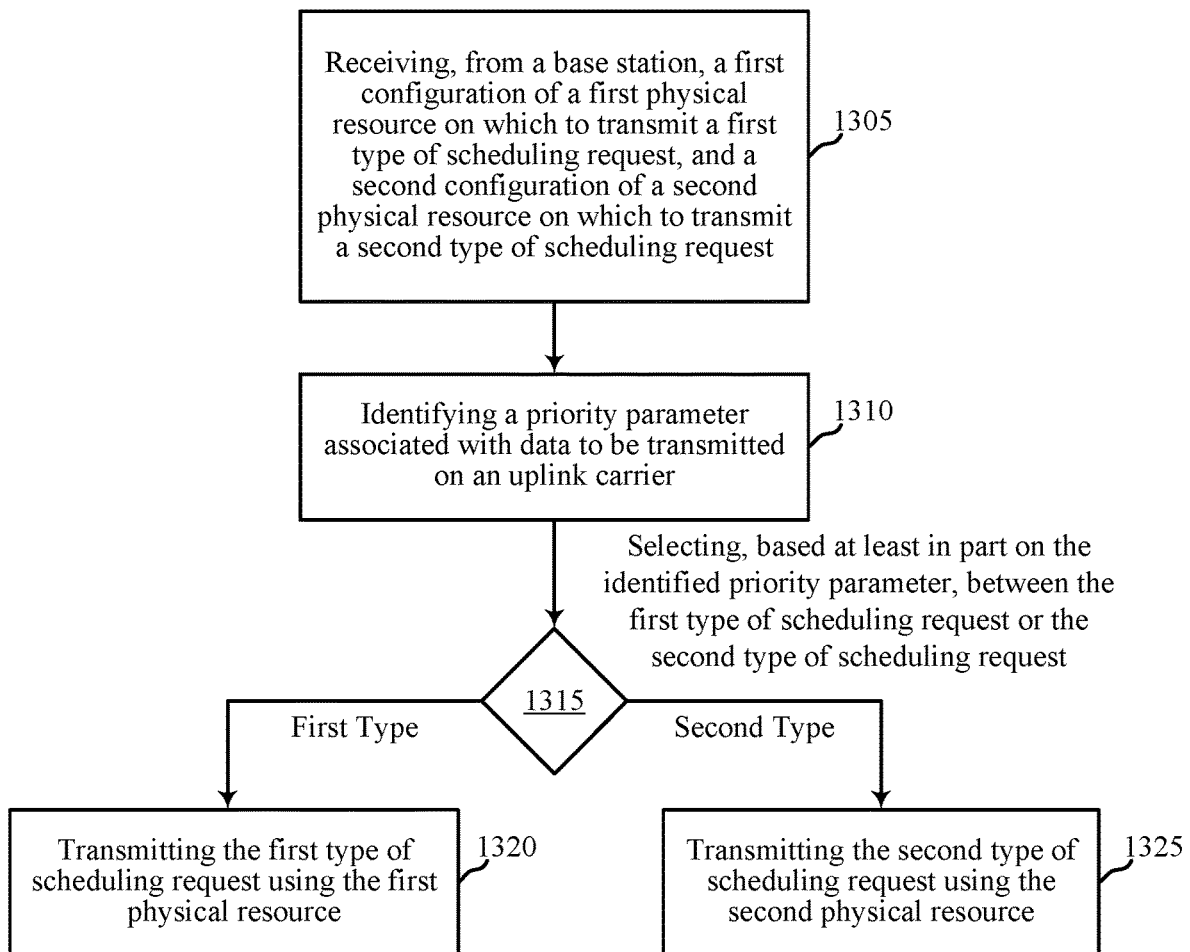 Receiving, from a base station, a first
configuration of a first physical
resource on which to transmit a first
type of scheduling request, and a
second configuration of a second
physical resource on which to transmit
a second type of scheduling request
1305
Identifying a priority parameter
associated with data to be transmitted
on an uplink carrier
1310
Selecting, based at least in part on the
identified priority parameter, between the
first type of scheduling request or the
second type of scheduling request
1315
First Type
Second Type
Transmitting the first type of
scheduling request using the first
physical resource
1320
Transmitting the second type of
scheduling request using the
second physical resource
1325